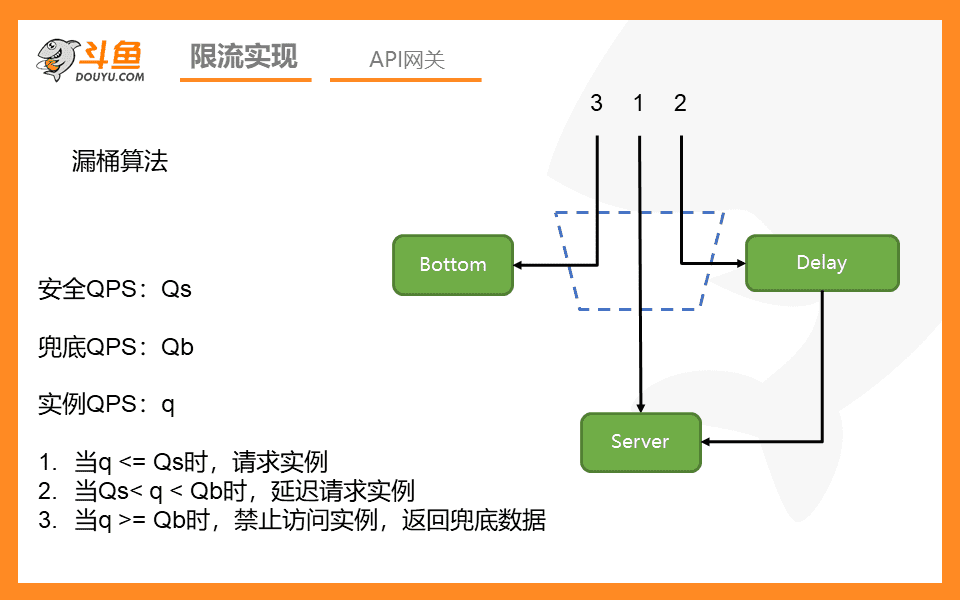 斗鱼
DOUYU.COM
限流实现
API网关
3 1 2
漏桶算法
Bottom
Delay
安全QPS：Qs
兜底QPS：Qb
实例QPS：q
Server
1. 当q <= Qs时，请求实例
2. 当Qs< q < Qb时，延迟请求实例
3. 当q >= Qb时，禁止访问实例，返回兜底数据